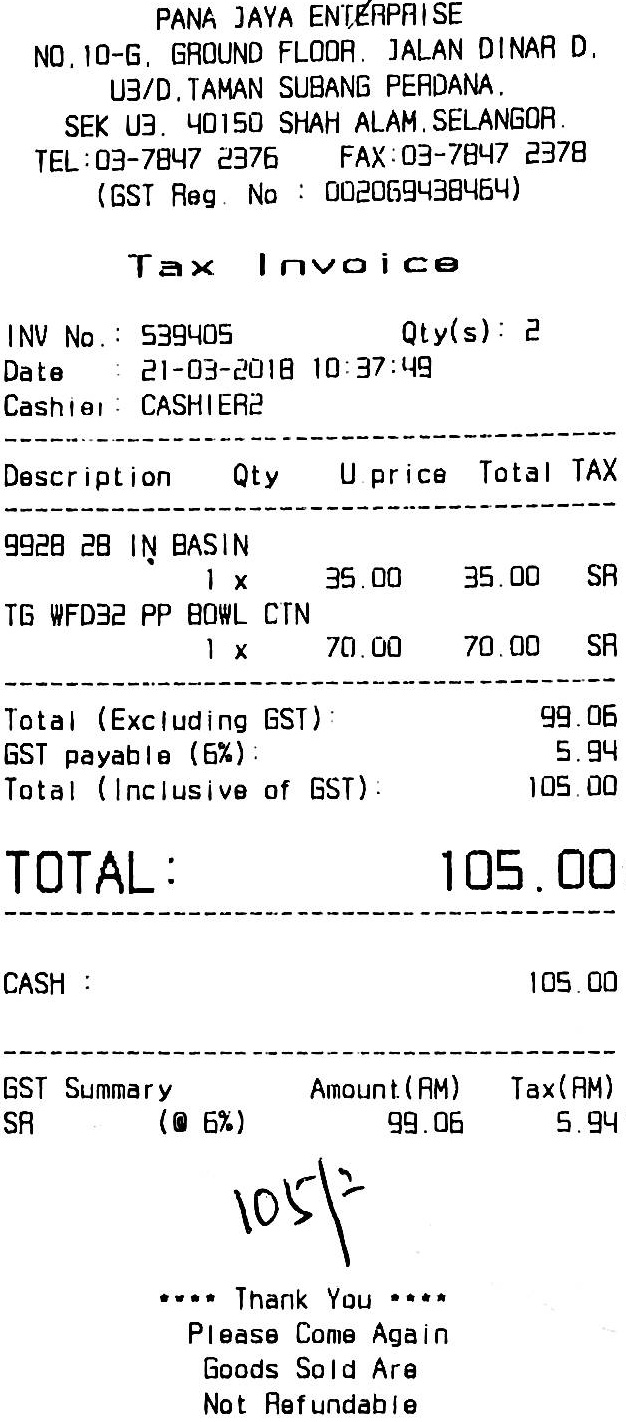 PANA JAYA ENTERPRISE
NO.10-G, GROUND FLOOR, JALAN DINAR D,
U3/D,TAMAN SUBANG PERDANA,
SEK U3, 40150 SHAH ALAM,SELANGOR.
TEL:03-7847 2376 FAX:03-7847 2378
(GST Reg. No : 002069438464)
Tax Invoice
INV No.: 539405 Qty(s): 2
Date : 21-03-2018 10:37:49
Cashier: CASHIER2
Description Qty U.price Total TAX
9928 28 IN BASIN
1 x 35.00 35.00 SR
TG WFD32 PP BOWL CTN
1 x 70.00 70.00 SR
Total (Excluding GST): 99.06
GST payable (6%): 5.94
Total (Inclusive of GST): 105.00
TOTAL: 105.00
CASH : 105.00
GST Summary Amount(RM) Tax(RM)
SR (@ 6%) 99.06 5.94
105/=
**** Thank You ****
Please Come Again
Goods Sold Are
Not Refundable